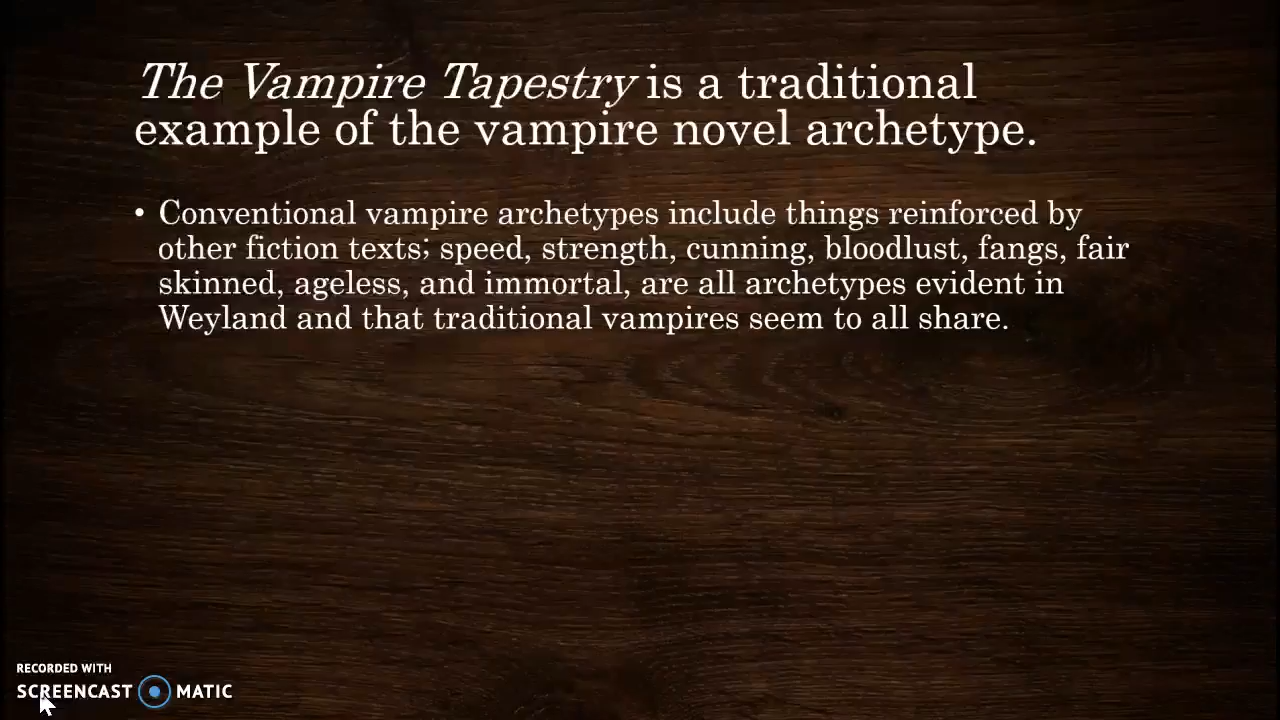 The Vampire Tapestry is a traditional
example of the vampire novel archetype.
• Conventional vampire archetypes include things reinforced by
other fiction texts; speed, strength, cunning, bloodlust, fangs, fair
skinned, ageless, and immortal, are all archetypes evident in
Weyland and that traditional vampires seem to all share.
RECORDED WITH
SCREENCAST MATIC